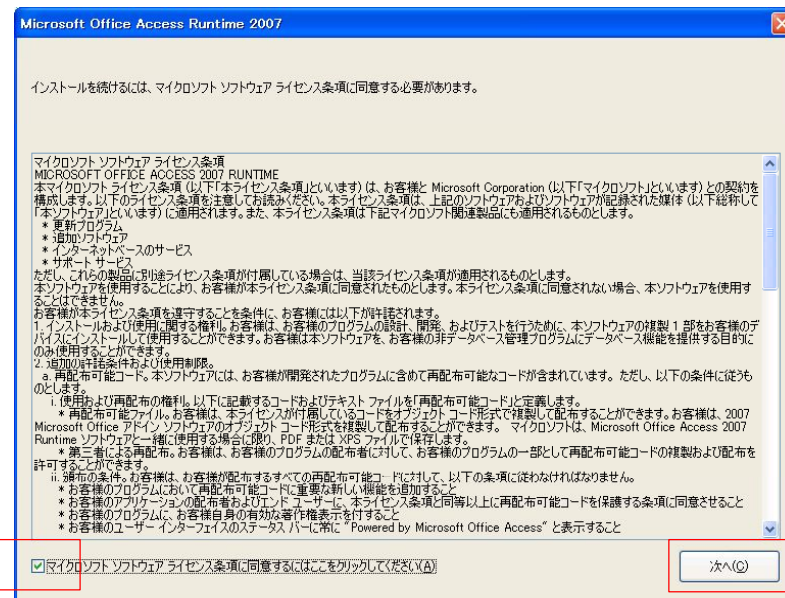 Microsoft Office Access Runtime 2007
インストールを続けるには、マイクロソフト ソフトウェア ライセンス条項に同意する必要があります。
マイクロソフト ソフトウェア ライセンス条項
MICROSOFT OFFICE ACCESS 2007 RUNTIME
本マイクロソフト ライセンス条項 (以下「本ライセンス条項」といいます) は、お客様と Microsoft Corporation (以下「マイクロソフト」といいます) との契約を
構成します。以下のライセンス条項を注意してお読みください。本ライセンス条項は、上記のソフトウェアおよびソフトウェアが記録された媒体 (以下総称して
「本ソフトウェア」といいます) に適用されます。また、本ライセンス条項は下記マイクロソフト関連製品にも適用されるものとします。
* 更新プログラム
* 追加ソフトウェア
* インターネットベースのサービス
* サポート サービス
ただし、これらの製品に別途ライセンス条項が付属している場合は、当該ライセンス条項が適用されるものとします。
本ソフトウェアを使用することにより、お客様が本ライセンス条項に同意されたものとします。本ライセンス条項に同意されない場合、本ソフトウェアを使用す
ることはできません。
お客様が本ライセンス条項を遵守することを条件に、お客様には以下が許諾されます。
1. インストールおよび使用に関する権利。お客様は、お客様のプログラムの設計、開発、およびテストを行うために、本ソフトウェアの複製 1 部をお客様のデ
バイスにインストールして使用することができます。お客様は本ソフトウェアを、お客様の非データベース管理プログラムにデータベース機能を提供する目的に
のみ使用することができます。
2. 追加の許諾条件および使用制限。
a. 再配布可能コード。本ソフトウェアには、お客様が開発されたプログラムに含めて再配布可能なコードが含まれています。ただし、以下の条件に従うも
のとします。
i. 使用および再配布の権利。以下に記載するコードおよびテキスト ファイルを「再配布可能コード」と定義します。
* 再配布可能ファイル。お客様は、本ライセンスが付属しているコードをオブジェクト コード形式で複製して配布することができます。お客様は、2007
Microsoft Office アドイン ソフトウェアのオブジェクト コード形式を複製して配布することができます。 マイクロソフトは、Microsoft Office Access 2007
Runtime ソフトウェアと一緒に使用する場合に限り、PDF または XPS ファイルで保存します。
* 第三者による再配布。お客様は、お客様のプログラムの配布者に対して、お客様のプログラムの一部として再配布可能コードの複製および配布を
許可することができます。
ii. 頒布の条件。お客様は、お客様が配布するすべての再配布可能コードに対して、以下の条項に従わなければなりません。
* お客様のプログラムにおいて再配布可能コードに重要な新しい機能を追加すること
* お客様のアプリケーションの配布者およびエンド ユーザーに、本ライセンス条項と同等以上に再配布可能コードを保護する条項に同意させること
* お客様のプログラムに、お客様自身の有効な著作権表示を付すること
* お客様のユーザー インターフェイスのステータス バーに常に "Powered by Microsoft Office Access" と表示すること
マイクロソフト ソフトウェア ライセンス条項に同意するにはここをクリックしてください(A)
次へ(C)